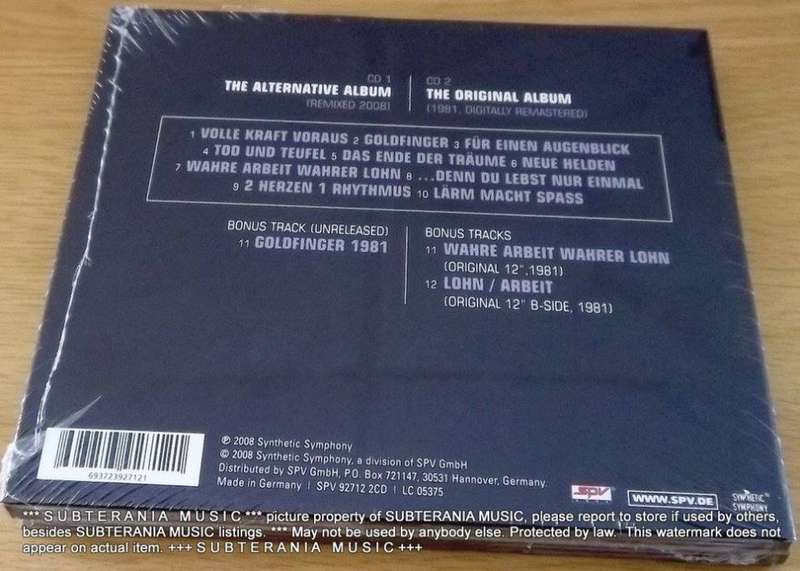 CD 1
THE ALTERNATIVE ALBUM
(REMIXED 2008)
CD 2
THE ORIGINAL ALBUM
(1981, DIGITALLY REMASTERED)
1 VOLLE KRAFT VORAUS 2 GOLDFINGER 3 FÜR EINEN AUGENBLICK
4 TOD UND TEUFEL 5 DAS ENDE DER TRÄUME 6 NEUE HELDEN
7 WAHRE ARBEIT WAHRER LOHN 8 ...DENN DU LEBST NUR EINMAL
9 2 HERZEN 1 RHYTHMUS 10 LÄRM MACHT SPASS
BONUS TRACK (UNRELEASED)
11 GOLDFINGER 1981
BONUS TRACKS
11 WAHRE ARBEIT WAHRER LOHN
(ORIGINAL 12",1981)
12 LOHN / ARBEIT
(ORIGINAL 12" B-SIDE, 1981)
693723927121
℗ 2008 Synthetic Symphony
© 2008 Synthetic Symphony, a division of SPV GmbH
Distributed by SPV GmbH, P.O. Box 721147, 30531 Hannover, Germany.
Made in Germany | SPV 92712 2CD | LC 05375
SPV
WWW.SPV.DE
SYNTHETIC
SYMPHONY
*** S U B T E R A N I A M U S I C *** picture property of SUBTERANIA MUSIC, please report to store if used by others,
besides SUBTERANIA MUSIC listings. *** May not be used by anybody else. Protected by law. This watermark does not
appear on actual item. +++ S U B T E R A N I A M U S I C +++